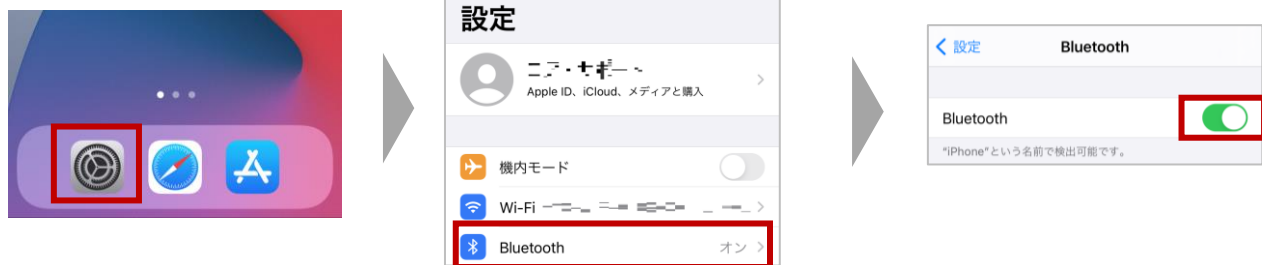 設定
Apple ID、iCloud、メディアと購入
機内モード
Wi-Fi
Bluetooth オン
設定 Bluetooth
Bluetooth
"iPhone"という名前で検出可能です。